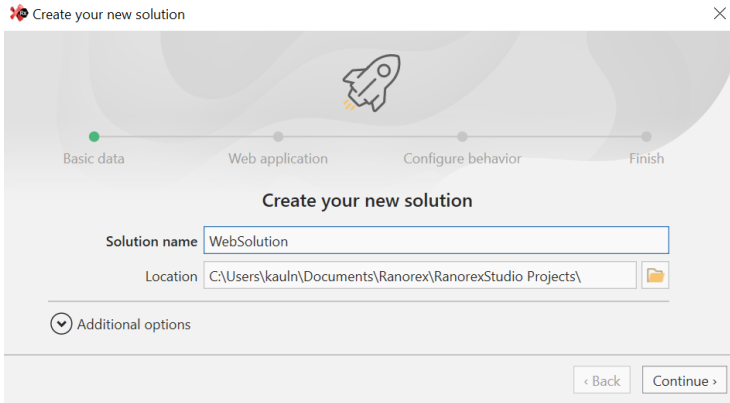 Create your new solution
Basic data Web application Configure behavior Finish
Create your new solution
Solution name WebSolution
Location C:\Users\kauln\Documents\Ranorex\RanorexStudio Projects\
Additional options
‹ Back Continue ›